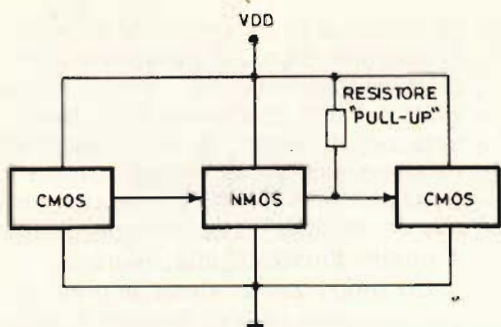 VDD
RESISTORE
"PULL-UP"
CMOS
NMOS
CMOS